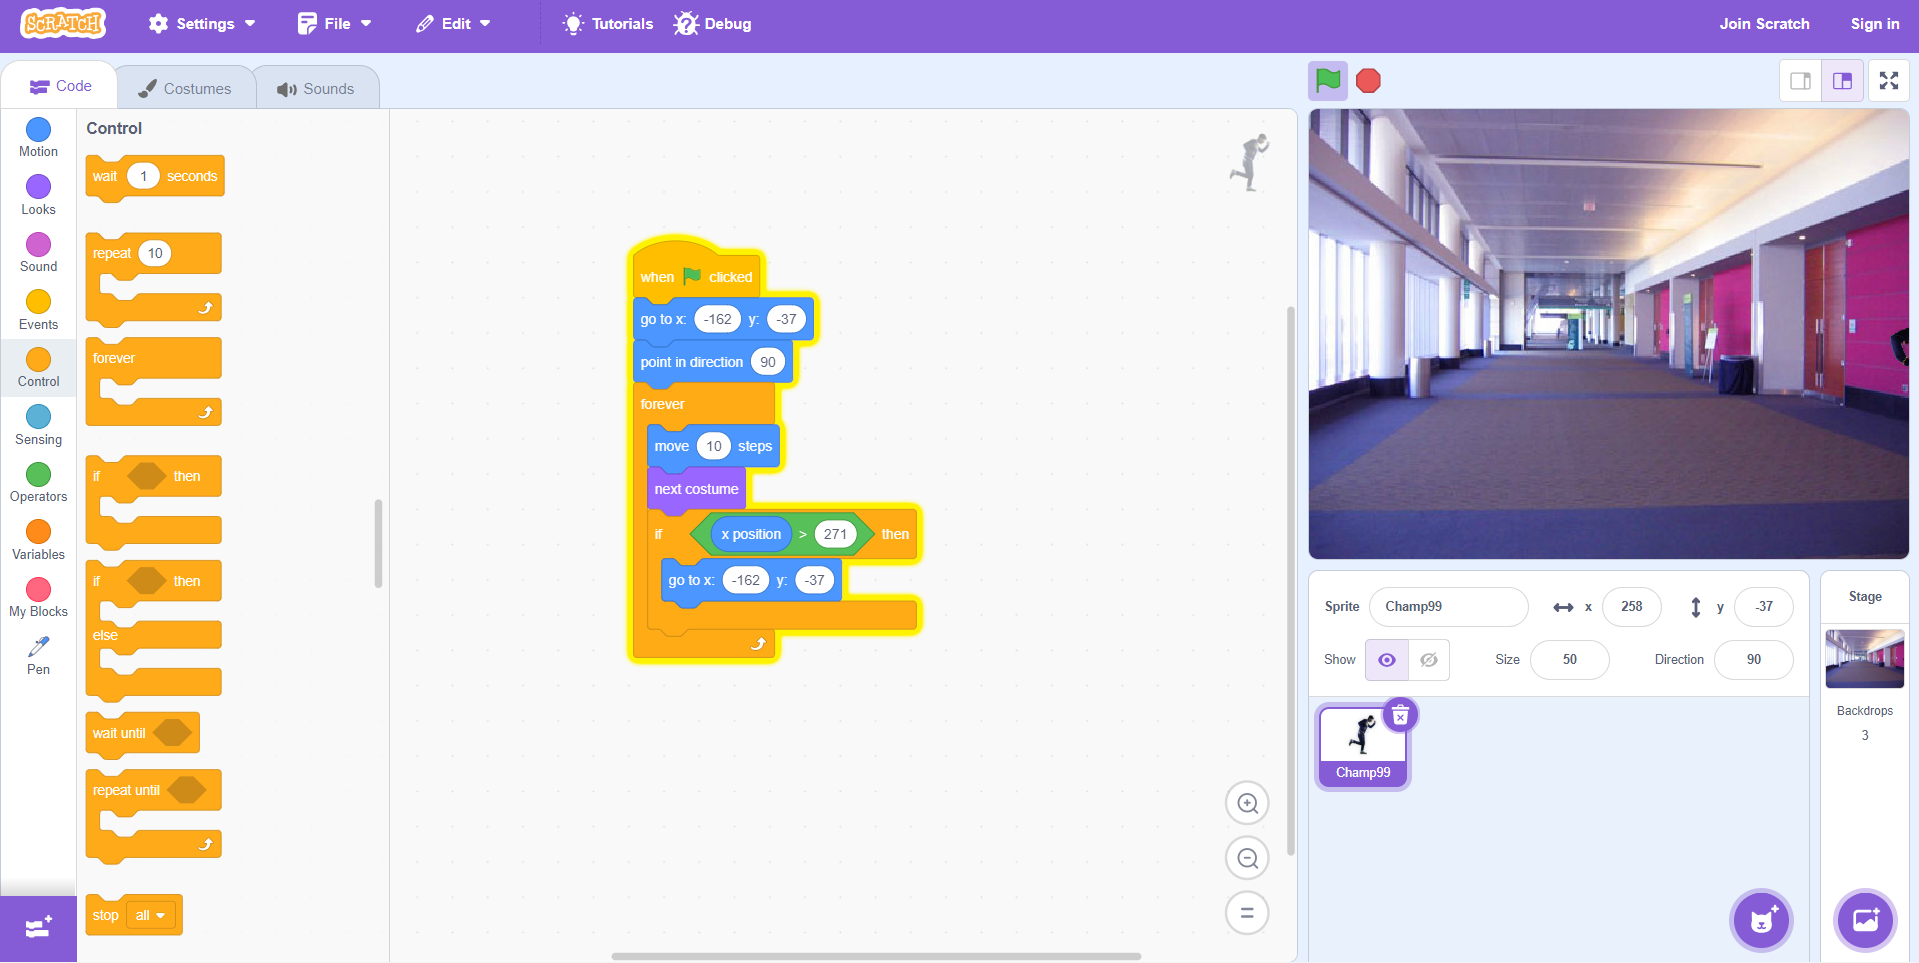 SCRATCH
Settings
File
Edit
Tutorials
Debug
Join Scratch
Sign in
Code
Costumes
Sounds
Motion
Looks
Sound
Events
Control
Sensing
Operators
Variables
My Blocks
Pen
Control
wait 1 seconds
repeat 10
forever
if then
if then
else
wait until
repeat until
stop all
when clicked
go to x: -162 y: -37
point in direction 90
forever
move 10 steps
next costume
if x position > 271 then
go to x: -162 y: -37
Sprite Champ99 x 258 y -37
Show Size 50 Direction 90
Champ99
Stage
Backdrops
3